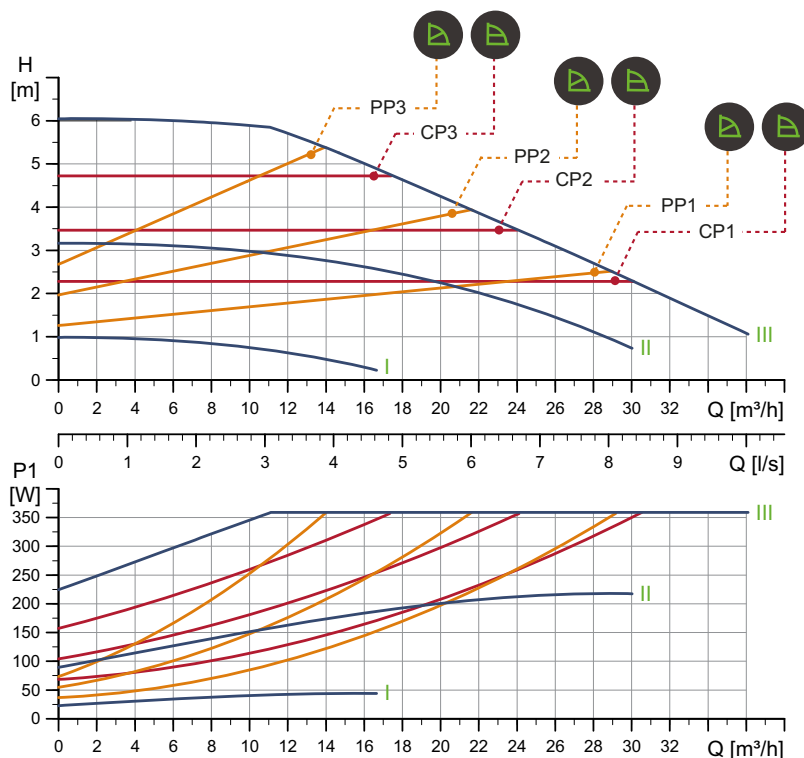 H
[m]
PP3
CP3
PP2
CP2
PP1
CP1
6
5
4
3
2
1
0
I
II
III
0 2 4 6 8 10 12 14 16 18 20 22 24 26 28 30 32 Q [m³/h]
0 1 2 3 4 5 6 7 8 9 Q [l/s]
P1
[W]
350
300
250
200
150
100
50
0
III
II
I
0 2 4 6 8 10 12 14 16 18 20 22 24 26 28 30 32 Q [m³/h]